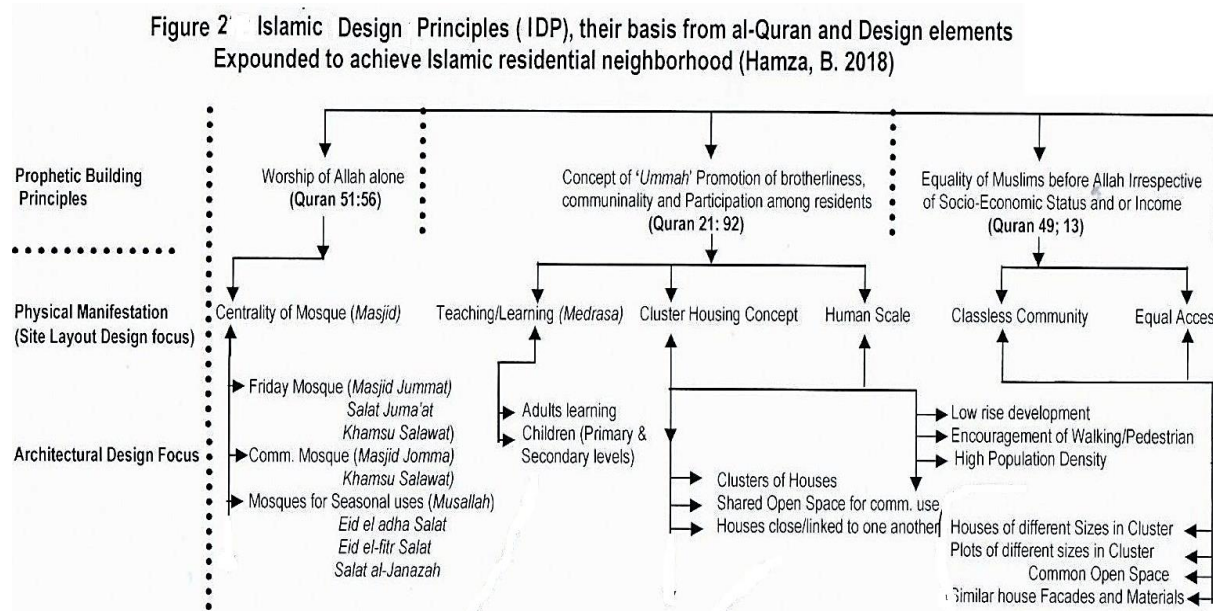 Figure 2 Islamic Design Principles ( IDP), their basis from al-Quran and Design elements
Expounded to achieve Islamic residential neighborhood (Hamza, B. 2018)
Prophetic Building
Principles
Worship of Allah alone
(Quran 51:56)
Concept of 'Ummah' Promotion of brotherliness,
communinality and Participation among residents
(Quran 21: 92)
Equality of Muslims before Allah Irrespective
of Socio-Economic Status and or Income
(Quran 49; 13)
Physical Manifestation
(Site Layout Design focus)
Centrality of Mosque (Masjid)
Teaching/Learning (Medrasa)
Cluster Housing Concept
Human Scale
Classless Community
Equal Acces
Architectural Design Focus
Friday Mosque (Masjid Jummat)
Salat Juma'at
Khamsu Salawat)
Comm. Mosque (Masjid Jomma)
Khamsu Salawat)
Mosques for Seasonal uses (Musallah)
Eid el adha Salat
Eid el-fitr Salat
Salat al-Janazah
Adults learning
Children (Primary &
Secondary levels)
Clusters of Houses
Shared Open Space for comm. use
Houses close/linked to one another
Low rise development
Encouragement of Walking/Pedestrian
High Population Density
Houses of different Sizes in Cluster
Plots of different sizes in Cluster
Common Open Space
Similar house Facades and Materials